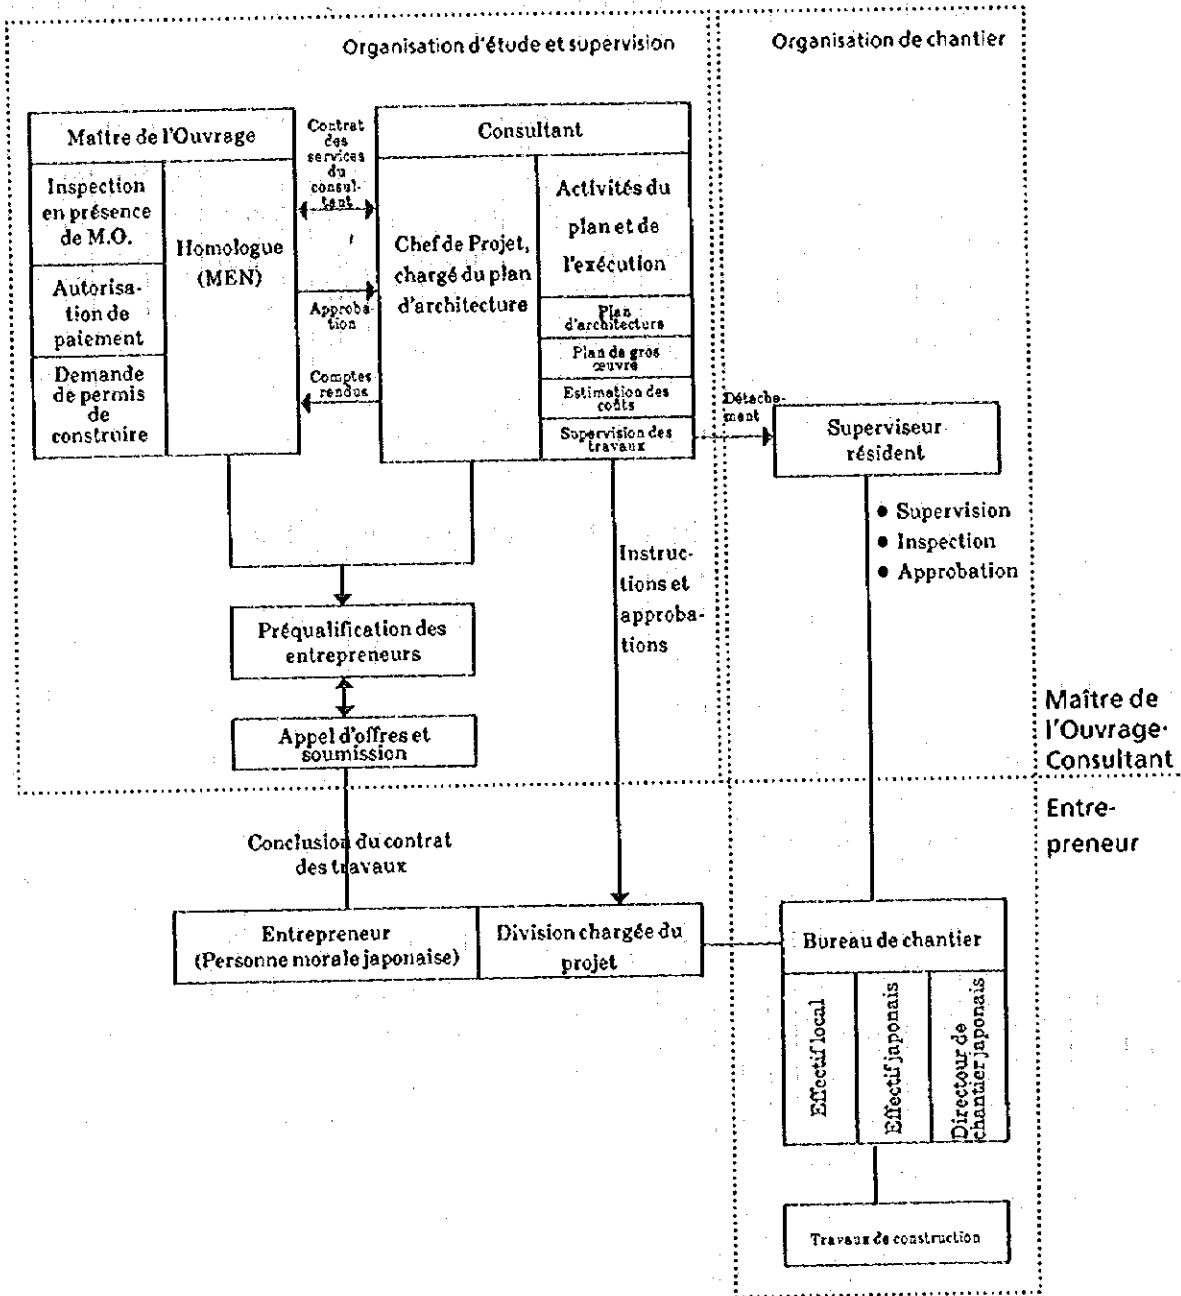 Organisation d'étude et supervision
Organisation de chantier
Maître de l'Ouvrage
Inspection
en présence
de M.O.
Autorisa-
tion de
paiement
Demande
de permis
de
construire
Homologue
(MEN)
Contrat
des
services
du
consul-
tant
Approba-
tion
Comptes
rendus
Consultant
Chef de Projet,
chargé du plan
d'architecture
Activités du
plan et de
l'exécution
Plan
d'architecture
Plan de gros
œuvre
Estimation des
coûts
Supervision des
travaux
Détache-
ment
Superviseur
résident
● Supervision
● Inspection
● Approbation
Instruc-
tions et
approba-
tions
Préqualification des
entrepreneurs
Appel d'offres et
soumission
Maître de
l'Ouvrage·
Consultant
Entre-
preneur
Conclusion du contrat
des travaux
Entrepreneur
(Personne morale japonaise)
Division chargée du
projet
Bureau de chantier
Effectif local
Effectif japonais
Directour de
chantier japonais
Travaux de construction